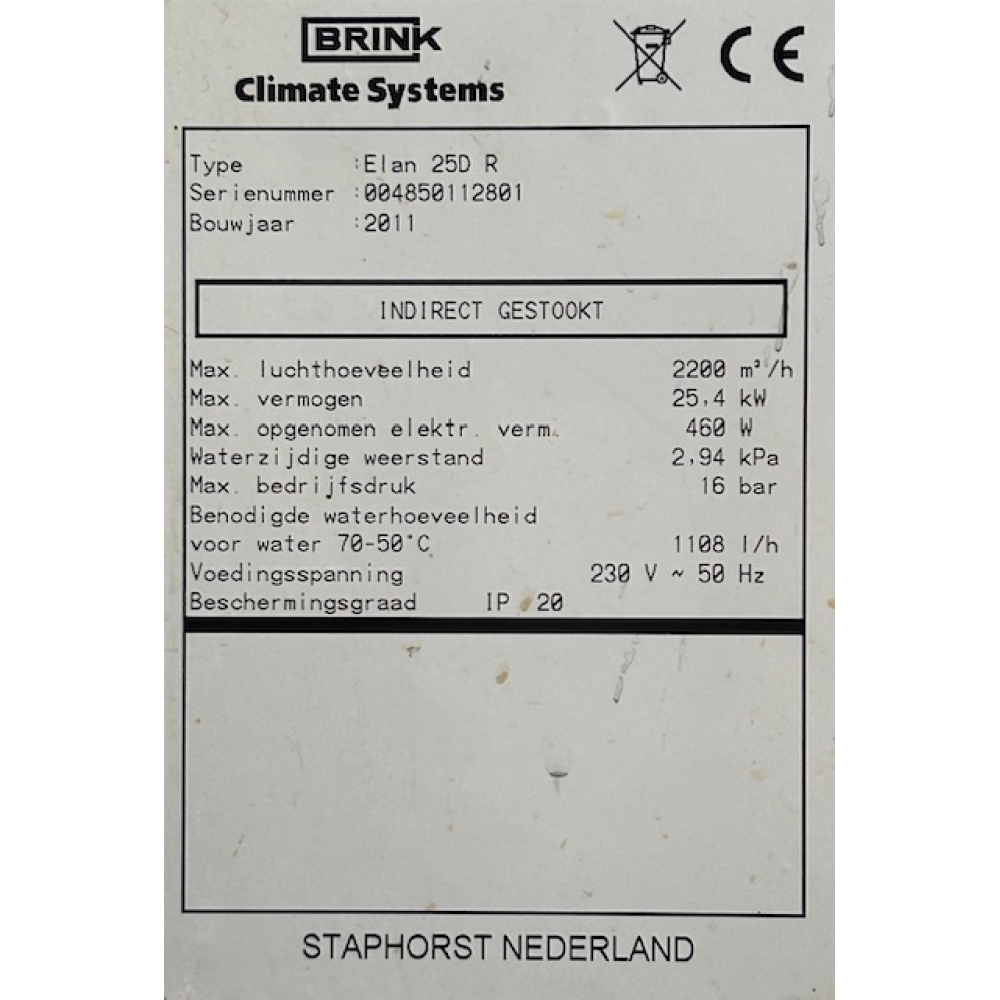 BRINK
Climate Systems
CE
Type :Elan 25D R
Serienummer :004850112801
Bouwjaar :2011
INDIRECT GESTOOKT
Max. luchthoeveelheid 2200 m³/h
Max. vermogen 25,4 kW
Max. opgenomen elektr. verm. 460 W
Waterzijdige weerstand 2,94 kPa
Max. bedrijfsdruk 16 bar
Benodigde waterhoeveelheid
voor water 70-50°C 1108 l/h
Voedingsspanning 230 V ~ 50 Hz
Beschermingsgraad IP 20
STAPHORST NEDERLAND